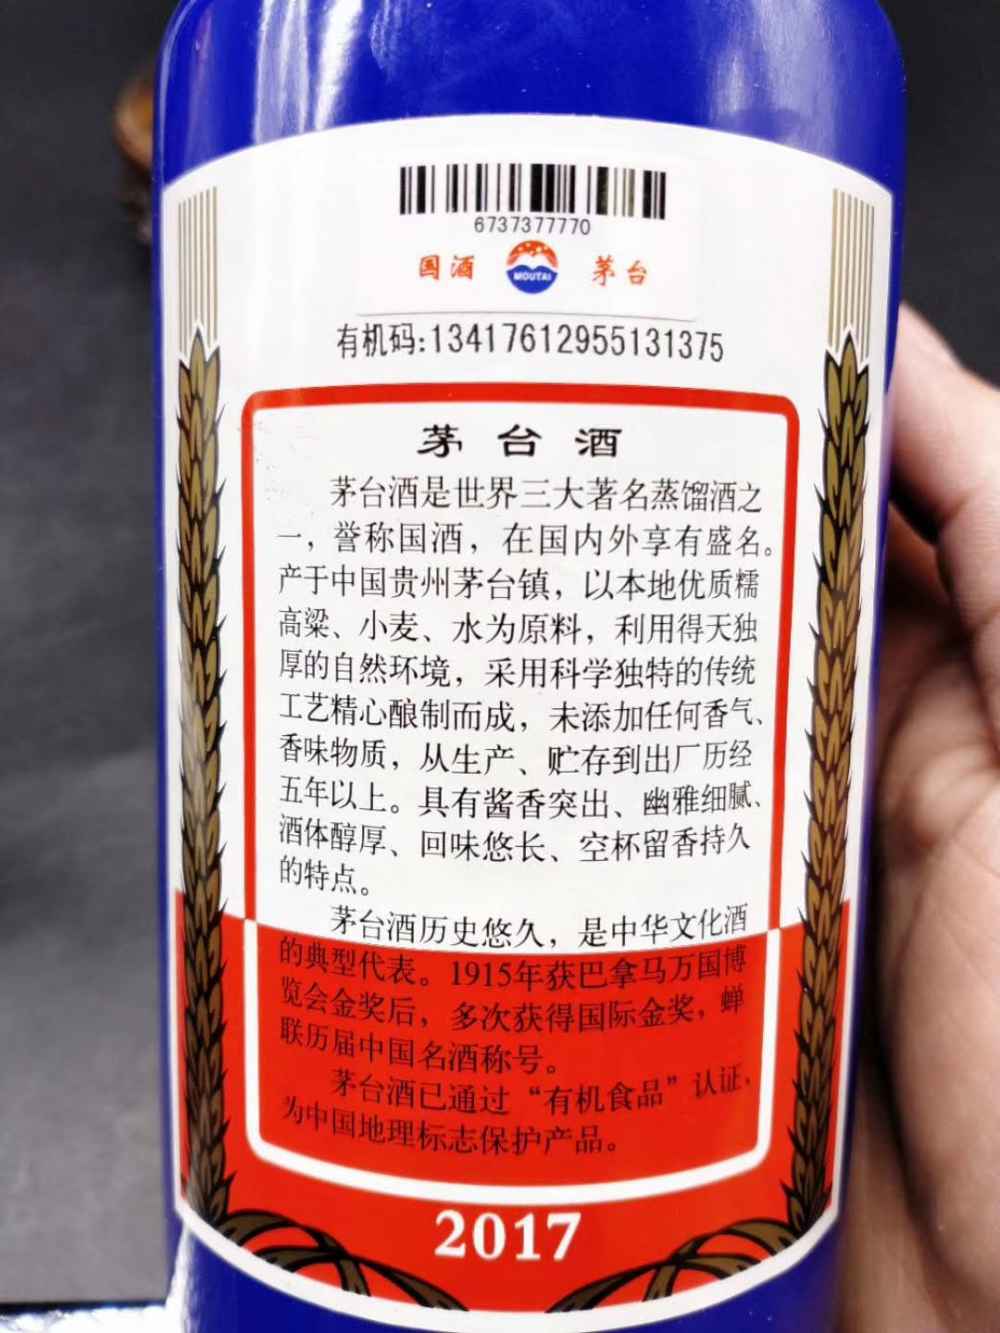 6737377770
国酒 MOUTAI 茅台
有机码:13417612955131375
茅台酒
茅台酒是世界三大著名蒸馏酒之
一，誉称国酒，在国内外享有盛名。
产于中国贵州茅台镇，以本地优质糯
高粱、小麦、水为原料，利用得天独
厚的自然环境，采用科学独特的传统
工艺精心酿制而成，未添加任何香气、
香味物质，从生产、贮存到出厂历经
五年以上。具有酱香突出、幽雅细腻、
酒体醇厚、回味悠长、空杯留香持久
的特点。
茅台酒历史悠久，是中华文化酒
的典型代表。1915年获巴拿马万国博
览会金奖后，多次获得国际金奖，蝉
联历届中国名酒称号。
茅台酒已通过“有机食品”认证，
为中国地理标志保护产品。
2017